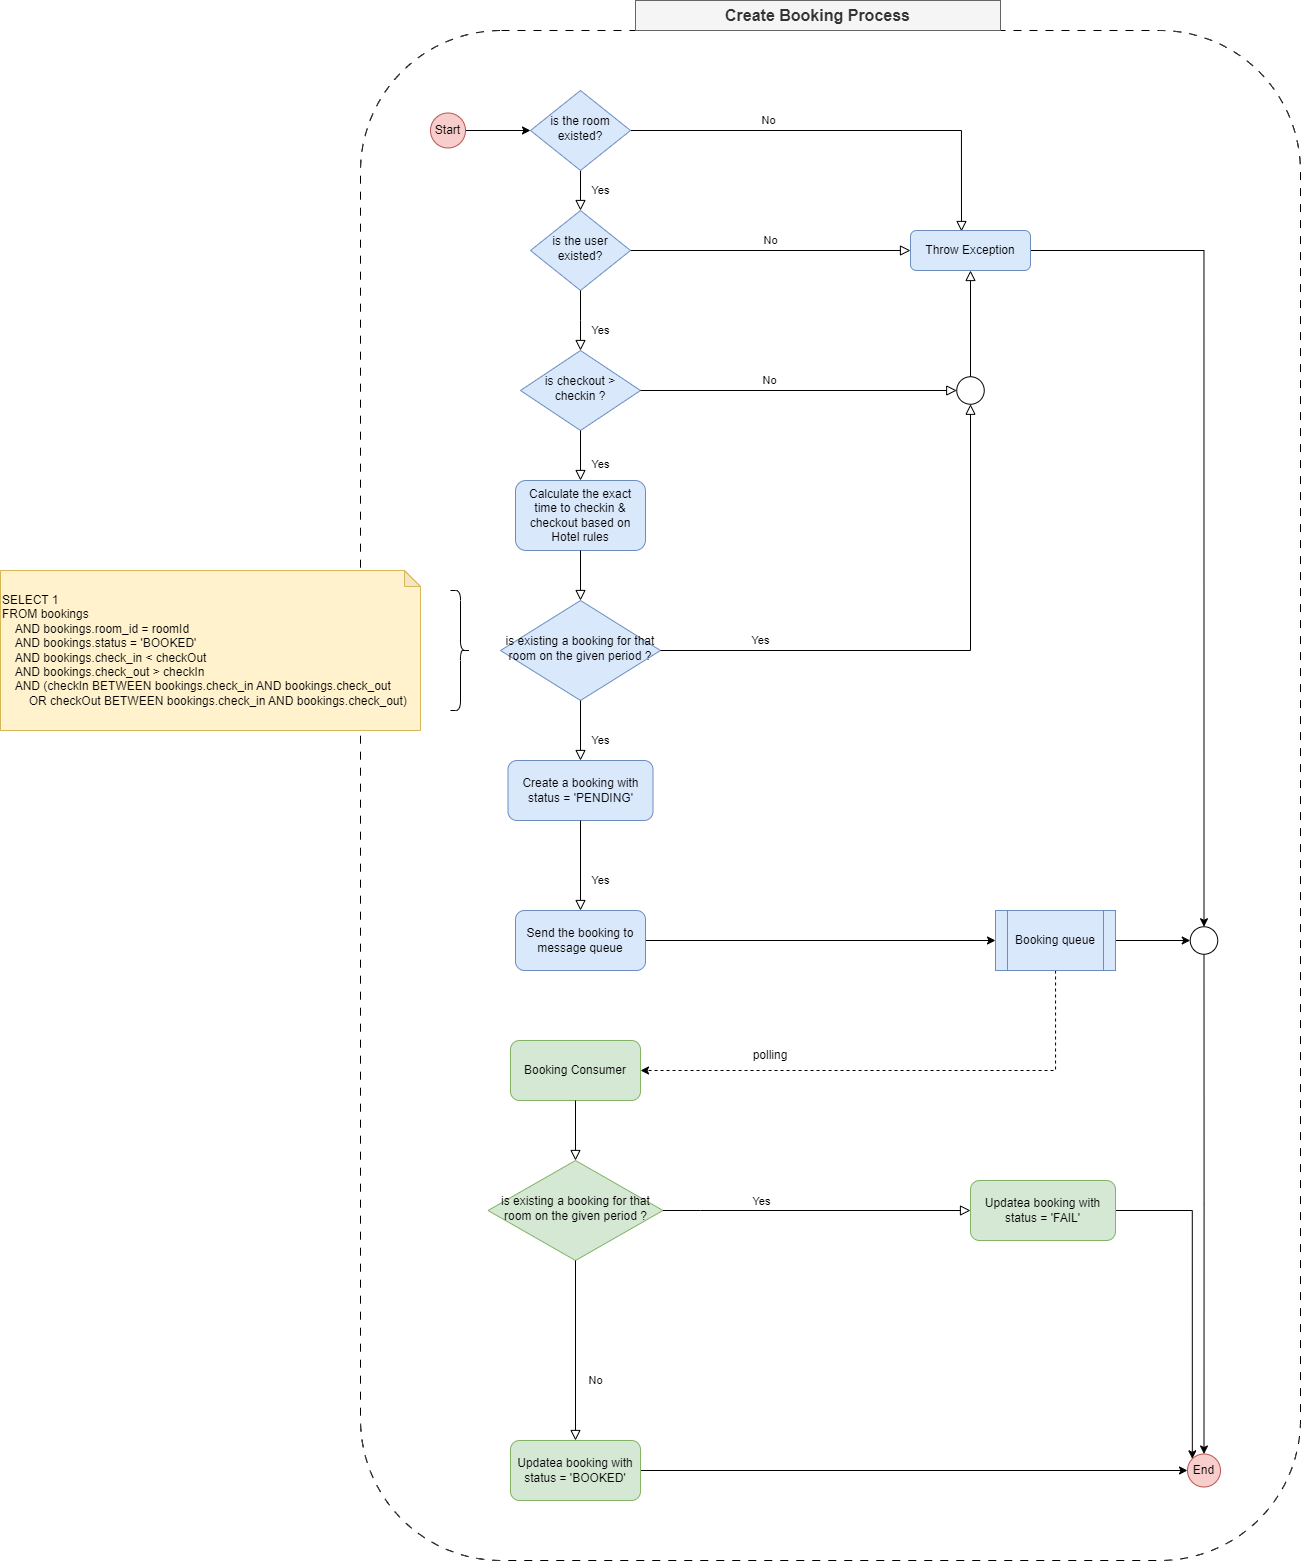 Create Booking Process
Start
is the room
existed?
No
Yes
is the user
existed?
No
Throw Exception
Yes
is checkout >
checkin ?
No
Yes
Calculate the exact
time to checkin &
checkout based on
Hotel rules
SELECT 1
FROM bookings
AND bookings.room_id = roomId
AND bookings.status = 'BOOKED'
AND bookings.check_in < checkOut
AND bookings.check_out > checkIn
AND (checkIn BETWEEN bookings.check_in AND bookings.check_out
OR checkOut BETWEEN bookings.check_in AND bookings.check_out)
is existing a booking for that
room on the given period ?
Yes
Yes
Create a booking with
status = 'PENDING'
Yes
Send the booking to
message queue
Booking queue
polling
Booking Consumer
is existing a booking for that
room on the given period ?
Yes
Updatea booking with
status = 'FAIL'
No
Updatea booking with
status = 'BOOKED'
End